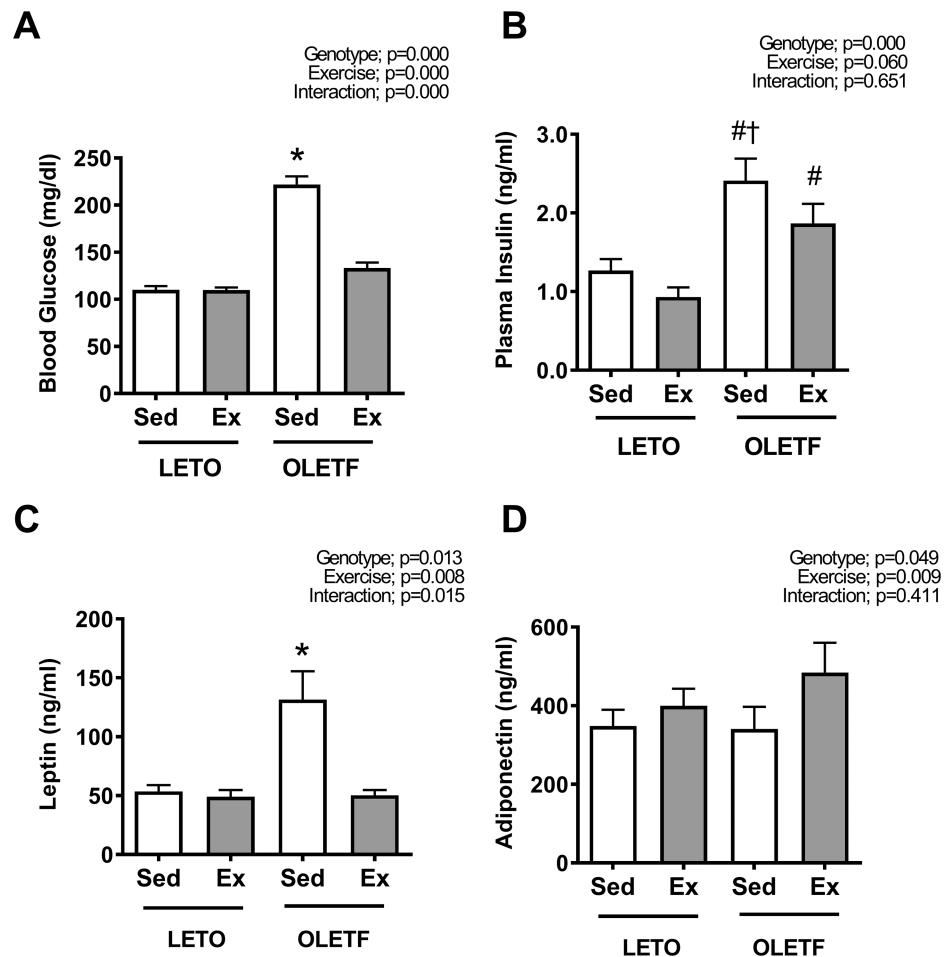 A
Genotype; p=0.000
Exercise; p=0.000
Interaction; p=0.000
Blood Glucose (mg/dl)
250
200
150
100
50
0
*
Sed Ex Sed Ex
LETO OLETF
B
Genotype; p=0.000
Exercise; p=0.060
Interaction; p=0.651
Plasma Insulin (ng/ml)
3.0
2.0
1.0
0.0
#†
#
Sed Ex Sed Ex
LETO OLETF
C
Genotype; p=0.013
Exercise; p=0.008
Interaction; p=0.015
Leptin (ng/ml)
200
150
100
50
0
*
Sed Ex Sed Ex
LETO OLETF
D
Genotype; p=0.049
Exercise; p=0.009
Interaction; p=0.411
Adiponectin (ng/ml)
600
400
200
0
Sed Ex Sed Ex
LETO OLETF